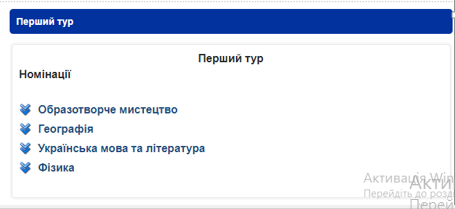 Перший тур
Перший тур
Номінації
Образотворче мистецтво
Географія
Українська мова та література
Фізика
Активація Win
Акти
Перейдіть до розд
Перей